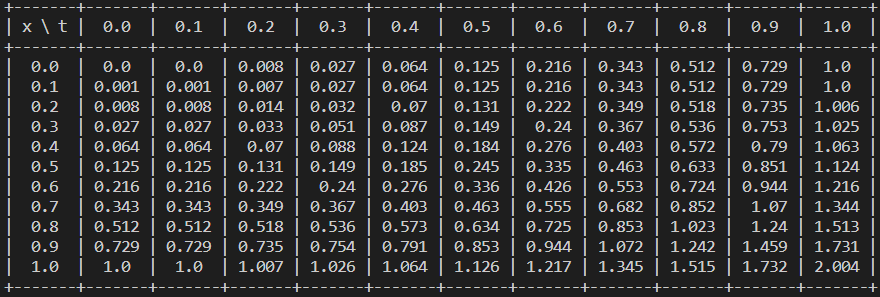 +-------+-------+-------+-------+-------+-------+-------+-------+-------+-------+-------+-------+
| x \ t |  0.0  |  0.1  |  0.2  |  0.3  |  0.4  |  0.5  |  0.6  |  0.7  |  0.8  |  0.9  |  1.0  |
+-------+-------+-------+-------+-------+-------+-------+-------+-------+-------+-------+-------+
|  0.0  |  0.0  |  0.0  | 0.008 | 0.027 | 0.064 | 0.125 | 0.216 | 0.343 | 0.512 | 0.729 |  1.0  |
|  0.1  | 0.001 | 0.001 | 0.007 | 0.027 | 0.064 | 0.125 | 0.216 | 0.343 | 0.512 | 0.729 |  1.0  |
|  0.2  | 0.008 | 0.008 | 0.014 | 0.032 |  0.07 | 0.131 | 0.222 | 0.349 | 0.518 | 0.735 | 1.006 |
|  0.3  | 0.027 | 0.027 | 0.033 | 0.051 | 0.087 | 0.149 |  0.24 | 0.367 | 0.536 | 0.753 | 1.025 |
|  0.4  | 0.064 | 0.064 |  0.07 | 0.088 | 0.124 | 0.184 | 0.276 | 0.403 | 0.572 |  0.79 | 1.063 |
|  0.5  | 0.125 | 0.125 | 0.131 | 0.149 | 0.185 | 0.245 | 0.335 | 0.463 | 0.633 | 0.851 | 1.124 |
|  0.6  | 0.216 | 0.216 | 0.222 |  0.24 | 0.276 | 0.336 | 0.426 | 0.553 | 0.724 | 0.944 | 1.216 |
|  0.7  | 0.343 | 0.343 | 0.349 | 0.367 | 0.403 | 0.463 | 0.555 | 0.682 | 0.852 |  1.07 | 1.344 |
|  0.8  | 0.512 | 0.512 | 0.518 | 0.536 | 0.573 | 0.634 | 0.725 | 0.853 | 1.023 |  1.24 | 1.513 |
|  0.9  | 0.729 | 0.729 | 0.735 | 0.754 | 0.791 | 0.853 | 0.944 | 1.072 | 1.242 | 1.459 | 1.731 |
|  1.0  |  1.0  |  1.0  | 1.007 | 1.026 | 1.064 | 1.126 | 1.217 | 1.345 | 1.515 | 1.732 | 2.004 |
+-------+-------+-------+-------+-------+-------+-------+-------+-------+-------+-------+-------+